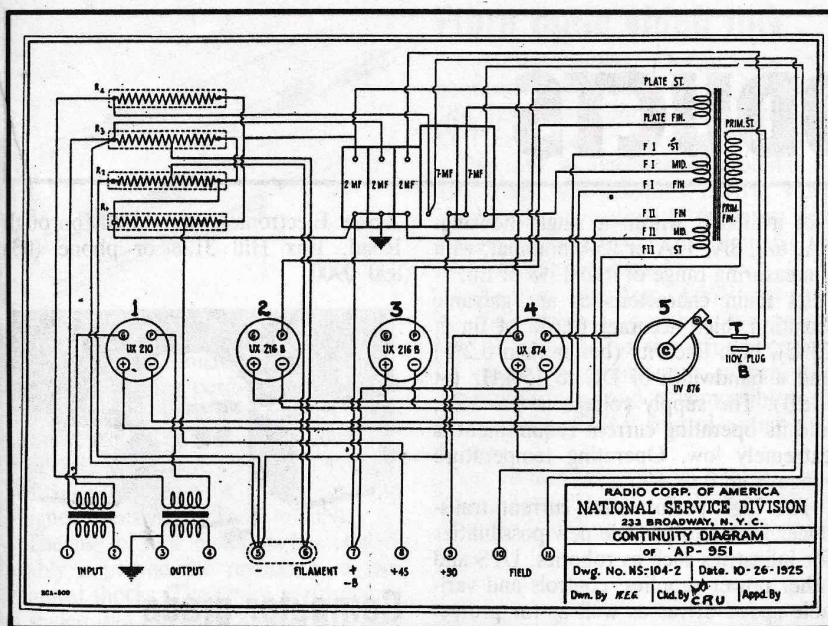 PLATE ST.
PLATE FIN.
PRIM. ST.
F I ST
F I MID.
F I FIN
PRIM. FIN.
F II FIN
F II MID.
F II ST
R4
R3
R2
2 MF 2 MF 2 MF 7 MF 7 MF
1 2 3 4 5
G P G P G P G P
UX 210 UX 216 B UX 216 B UX 874 C
+ − + − + − + −
UV 876
T
110V. PLUG
B
1 2 3 4 5 6 7 8 9 10 11
INPUT OUTPUT − FILAMENT + +45 +90 FIELD
-B
RCA-500
RADIO CORP. OF AMERICA
NATIONAL SERVICE DIVISION
233 BROADWAY, N. Y. C.
CONTINUITY DIAGRAM
OF AP-951
Dwg. No. NS-104-2 Date. 10-26-1925
Dwn. By Ckd. By CRU Appd. By